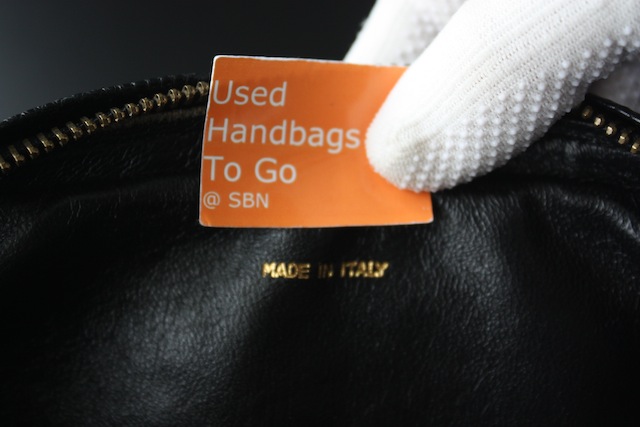 Used
Handbags
To Go
@ SBN
MADE IN ITALY